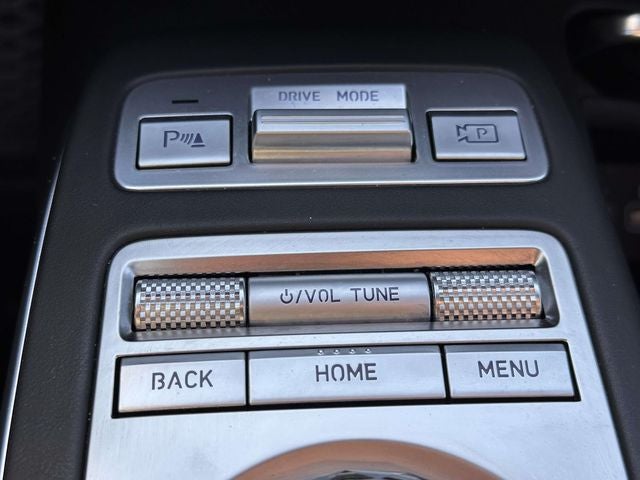 DRIVE MODE
P
P
⏻/VOL TUNE
BACK HOME MENU